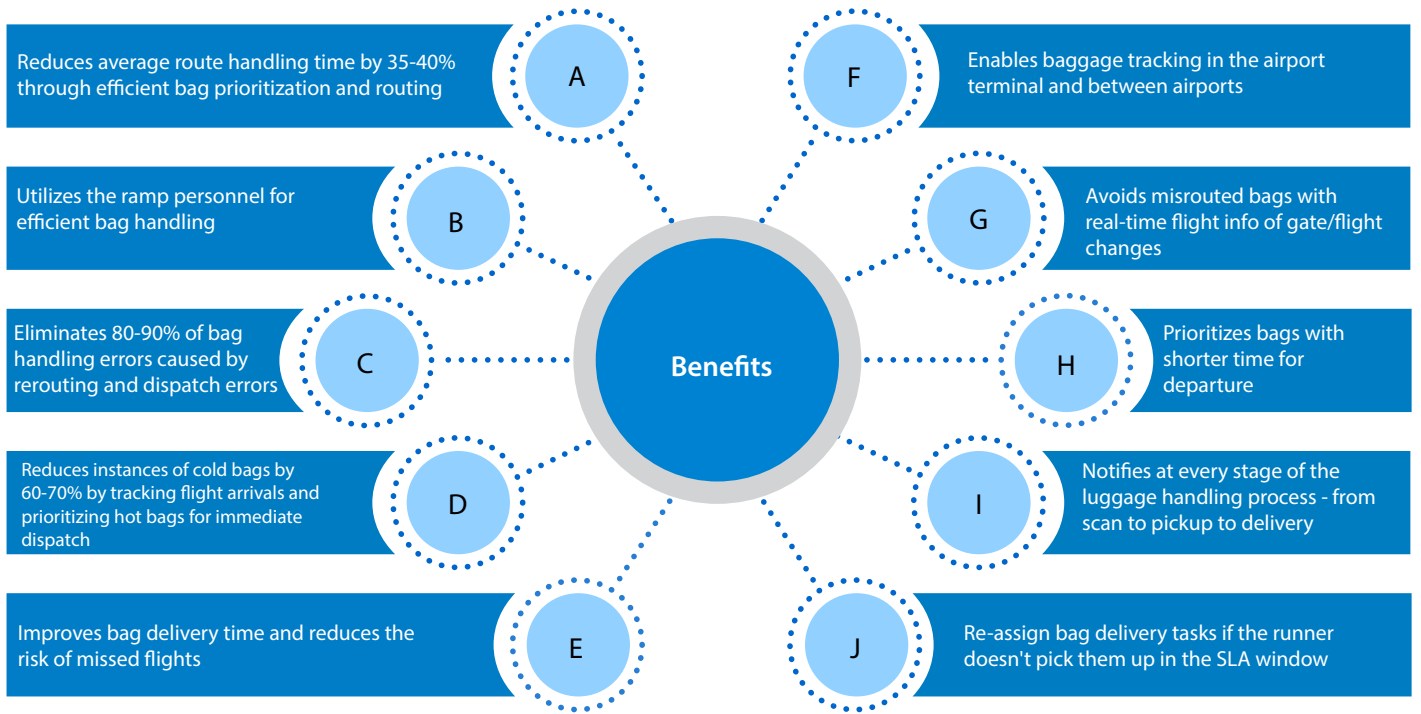 A
Reduces average route handling time by 35-40%
through efficient bag prioritization and routing
B
Utilizes the ramp personnel for
efficient bag handling
C
Eliminates 80-90% of bag
handling errors caused by
rerouting and dispatch errors
D
Reduces instances of cold bags by
60-70% by tracking flight arrivals and
prioritizing hot bags for immediate
dispatch
E
Improves bag delivery time and reduces the
risk of missed flights
Benefits
F
Enables baggage tracking in the airport
terminal and between airports
G
Avoids misrouted bags with
real-time flight info of gate/flight
changes
H
Prioritizes bags with
shorter time for
departure
I
Notifies at every stage of the
luggage handling process - from
scan to pickup to delivery
J
Re-assign bag delivery tasks if the runner
doesn't pick them up in the SLA window